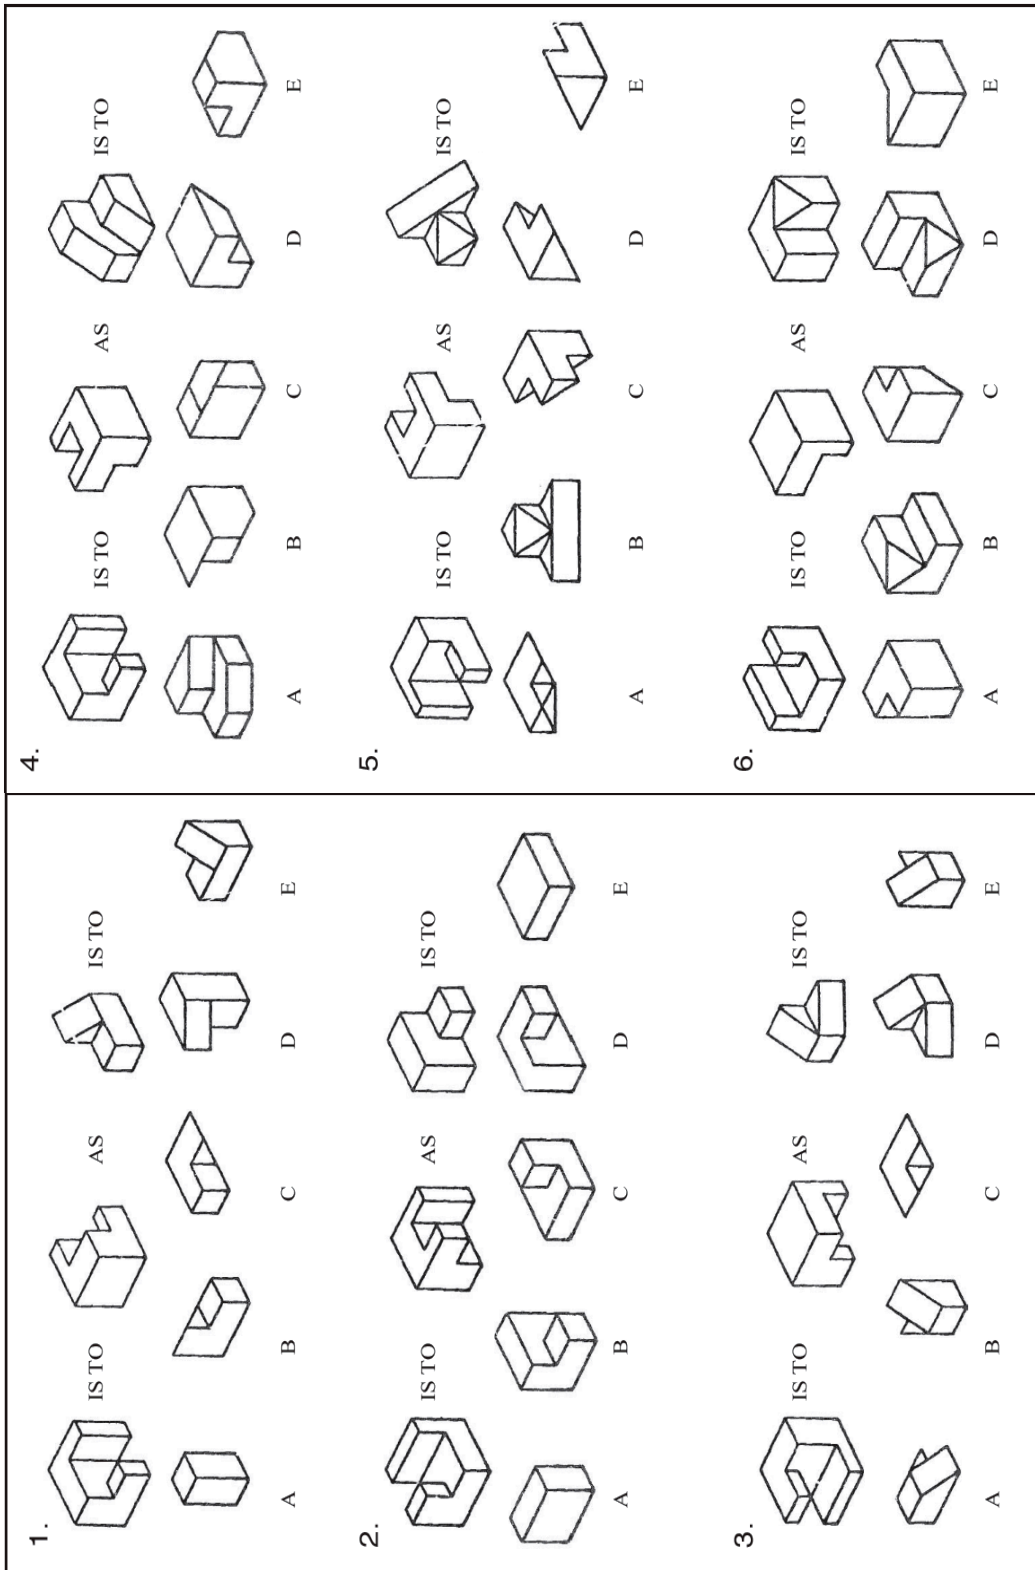 1.
IS TO AS IS TO
A B C D E
2.
IS TO AS IS TO
A B C D E
3.
IS TO AS IS TO
A B C D E
4.
IS TO AS IS TO
A B C D E
5.
IS TO AS IS TO
A B C D E
6.
IS TO AS IS TO
A B C D E